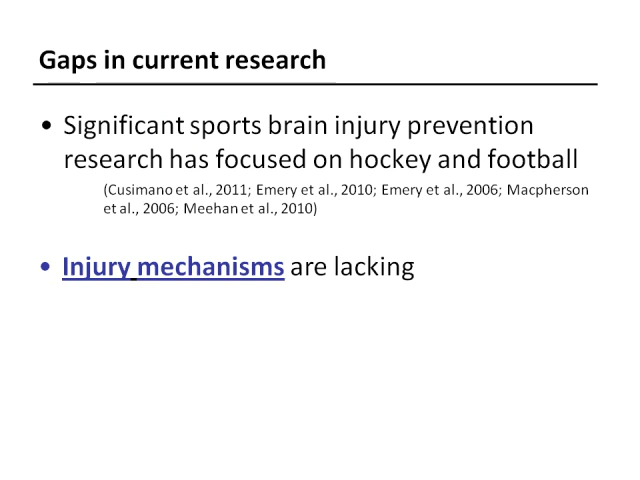 Gaps in current research
• Significant sports brain injury prevention
research has focused on hockey and football
(Cusimano et al., 2011; Emery et al., 2010; Emery et al., 2006; Macpherson
et al., 2006; Meehan et al., 2010)
• Injury mechanisms are lacking